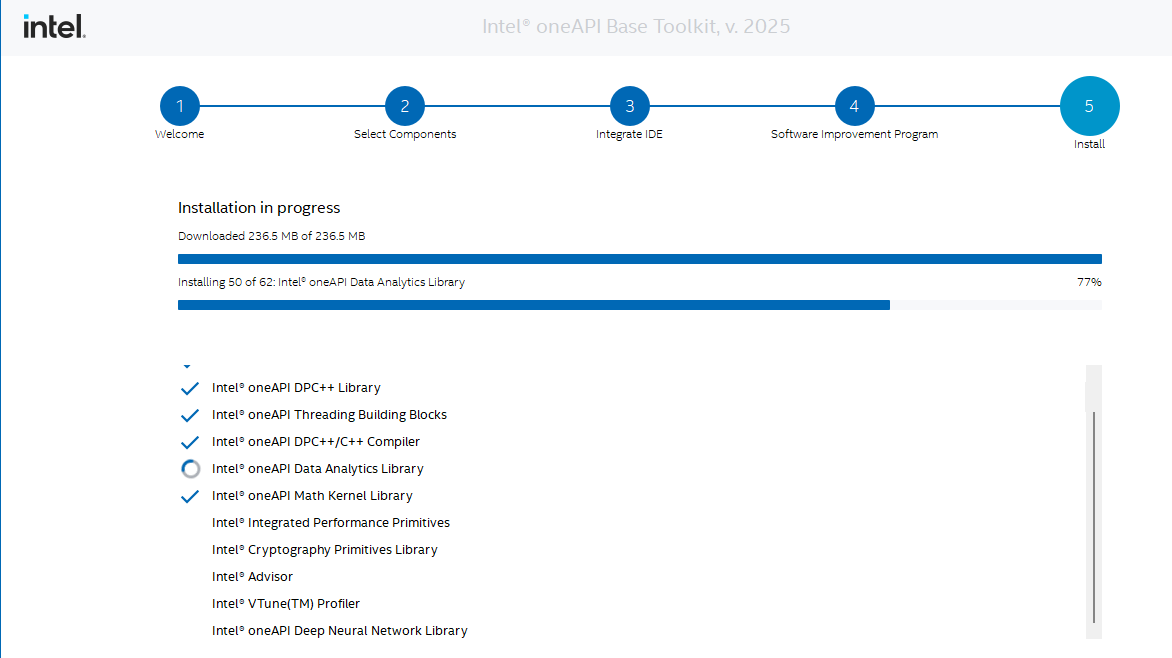 intel.
Intel® oneAPI Base Toolkit, v. 2025
1
2
3
4
5
Welcome
Select Components
Integrate IDE
Software Improvement Program
Install
Installation in progress
Downloaded 236.5 MB of 236.5 MB
Installing 50 of 62: Intel® oneAPI Data Analytics Library 77%
Intel® oneAPI DPC++ Library
Intel® oneAPI Threading Building Blocks
Intel® oneAPI DPC++/C++ Compiler
Intel® oneAPI Data Analytics Library
Intel® oneAPI Math Kernel Library
Intel® Integrated Performance Primitives
Intel® Cryptography Primitives Library
Intel® Advisor
Intel® VTune(TM) Profiler
Intel® oneAPI Deep Neural Network Library